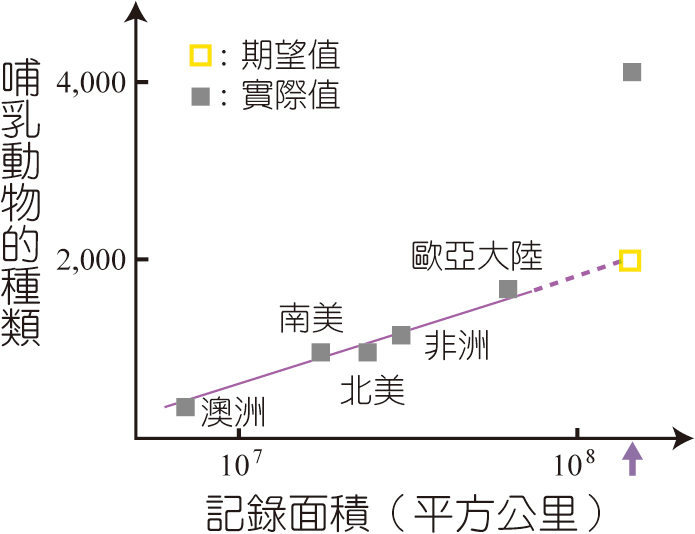 哺乳動物的種類
4,000
2,000
：期望值
：實際值
歐亞大陸
南美
非洲
北美
澳洲
10⁷
10⁸
記錄面積（平方公里）